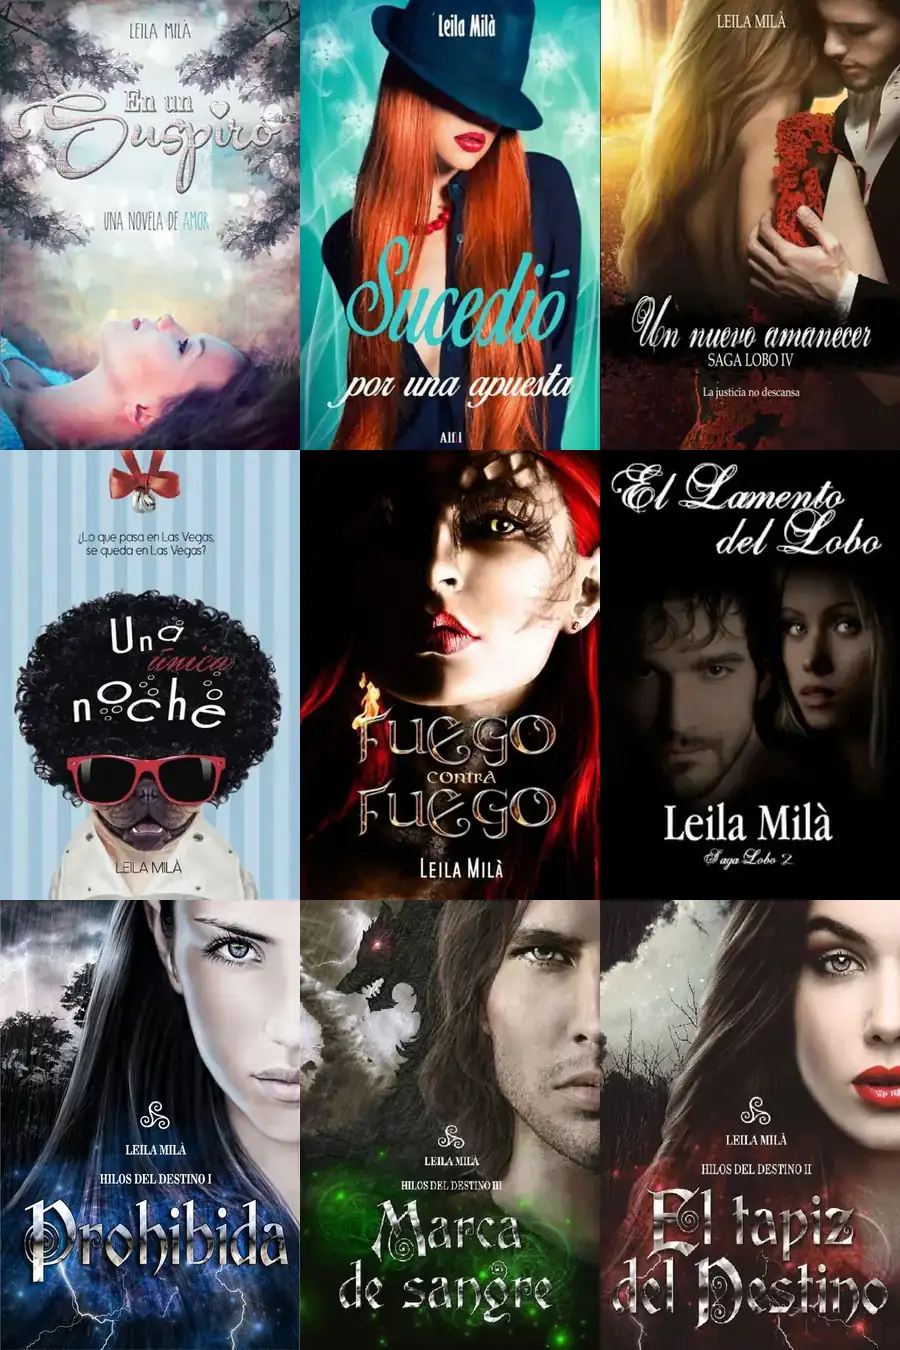 LEILA MILÀ
En un
Suspiro
UNA NOVELA DE AMOR
Leila Milà
Sucedió
por una apuesta
Alfil
LEILA MILÀ
Un nuevo amanecer
SAGA LOBO IV
La justicia no descansa
¿Lo que pasa en Las Vegas,
se queda en Las Vegas?
Una
única
noche
LEILA MILÀ
FUEGO
CONTRA
FUEGO
LEILA MILÀ
El Lamento
del Lobo
Leila Milà
Saga Lobo 2
LEILA MILÀ
HILOS DEL DESTINO I
Prohibida
LEILA MILÀ
HILOS DEL DESTINO III
Marca
de sangre
LEILA MILÀ
HILOS DEL DESTINO II
El tapiz
del Destino